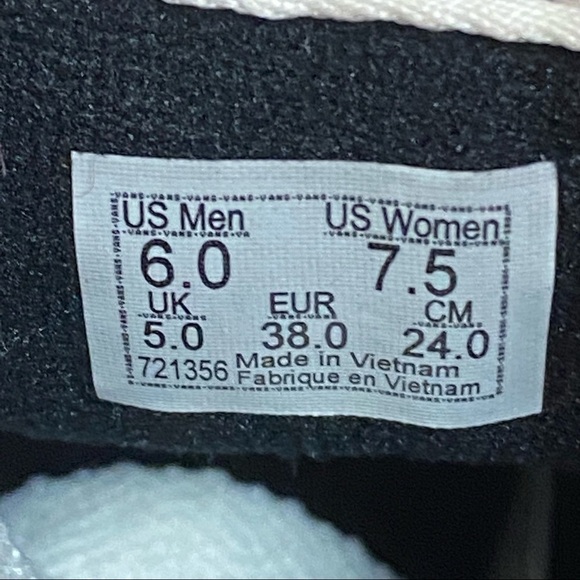 US Men US Women
6.0 7.5
UK EUR CM
5.0 38.0 24.0
721356 Made in Vietnam
Fabrique en Vietnam